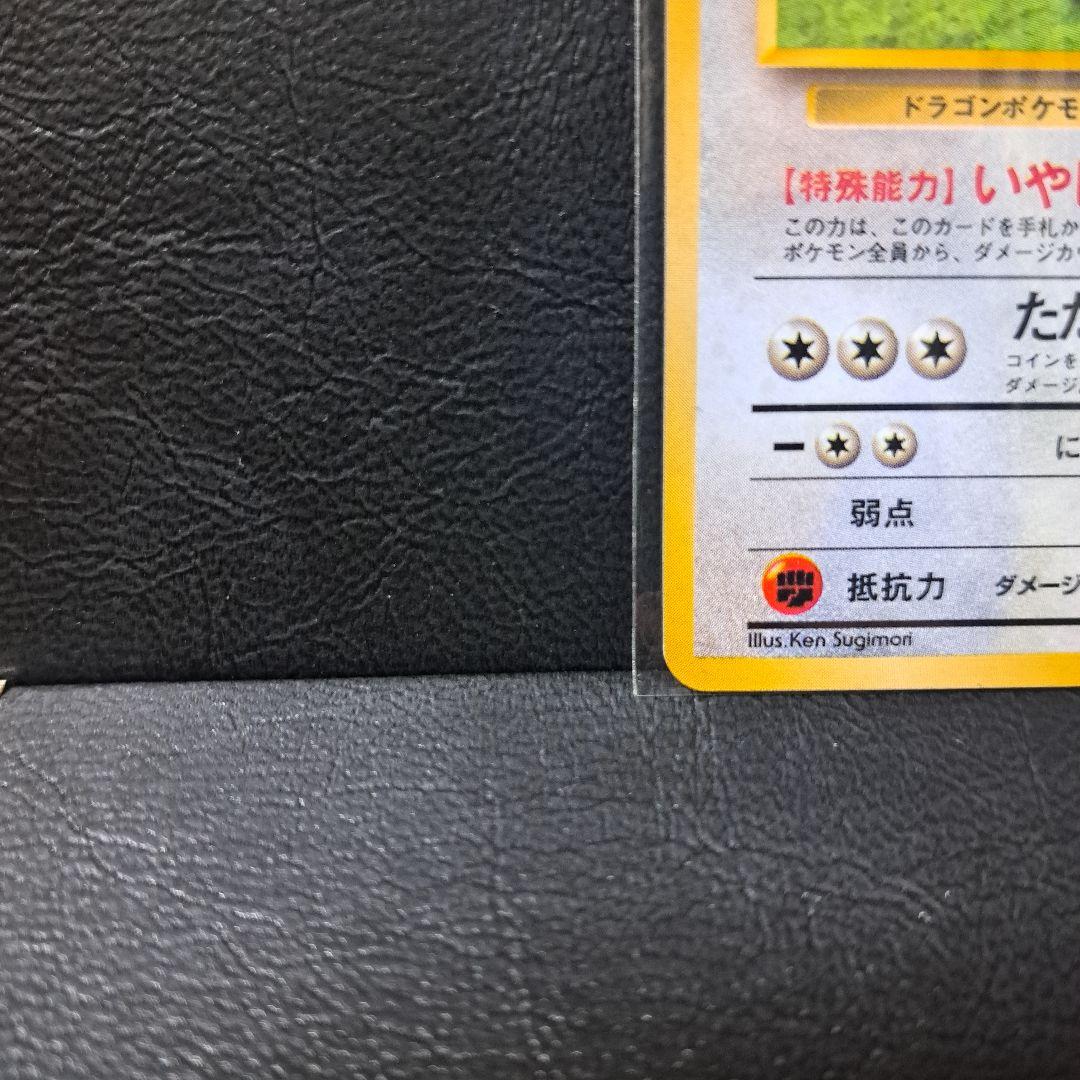 ドラゴンポケモ
【特殊能力】いや
この力は、このカードを手札か
ポケモン全員から、ダメージカ
たた
コインを
ダメージ
に
弱点
抵抗力 ダメージ
Illus.Ken Sugimori